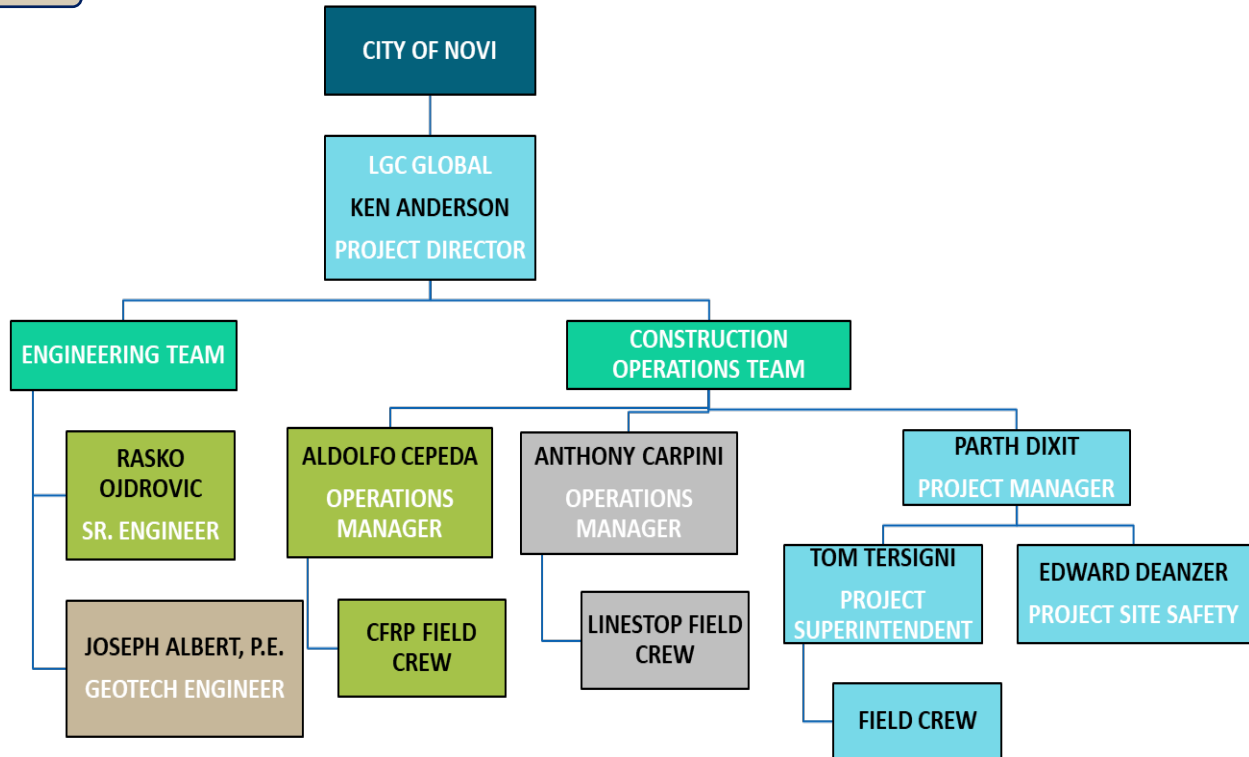 CITY OF NOVI
LGC GLOBAL
KEN ANDERSON
PROJECT DIRECTOR
ENGINEERING TEAM
CONSTRUCTION
OPERATIONS TEAM
RASKO
OJDROVIC
SR. ENGINEER
ALDOLFO CEPEDA
OPERATIONS
MANAGER
ANTHONY CARPINI
OPERATIONS
MANAGER
PARTH DIXIT
PROJECT MANAGER
TOM TERSIGNI
PROJECT
SUPERINTENDENT
EDWARD DEANZER
PROJECT SITE SAFETY
JOSEPH ALBERT, P.E.
GEOTECH ENGINEER
CFRP FIELD
CREW
LINESTOP FIELD
CREW
FIELD CREW